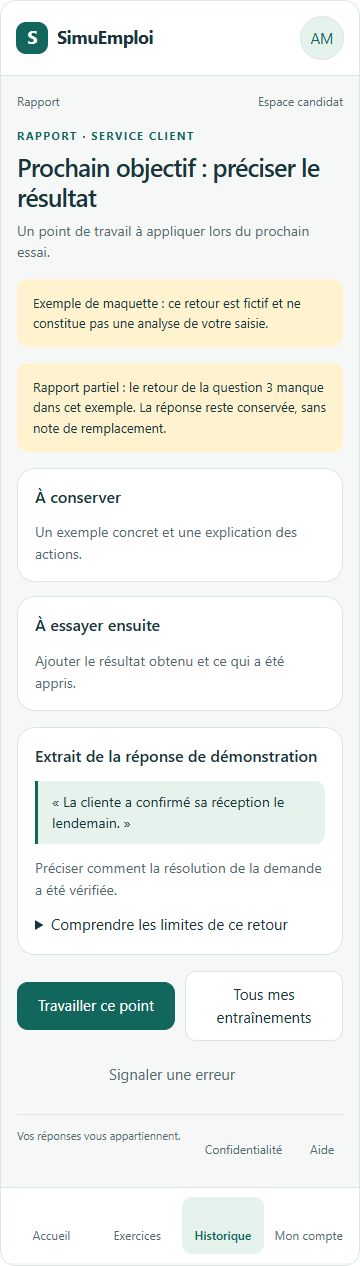 S SimuEmploi AM
Rapport Espace candidat
RAPPORT · SERVICE CLIENT
Prochain objectif : préciser le
résultat
Un point de travail à appliquer lors du prochain
essai.
Exemple de maquette : ce retour est fictif et ne
constitue pas une analyse de votre saisie.
Rapport partiel : le retour de la question 3 manque
dans cet exemple. La réponse reste conservée, sans
note de remplacement.
À conserver
Un exemple concret et une explication des
actions.
À essayer ensuite
Ajouter le résultat obtenu et ce qui a été
appris.
Extrait de la réponse de démonstration
« La cliente a confirmé sa réception le
lendemain. »
Préciser comment la résolution de la demande
a été vérifiée.
Comprendre les limites de ce retour
Travailler ce point
Tous mes
entraînements
Signaler une erreur
Vos réponses vous appartiennent.
Confidentialité Aide
Accueil Exercices Historique Mon compte